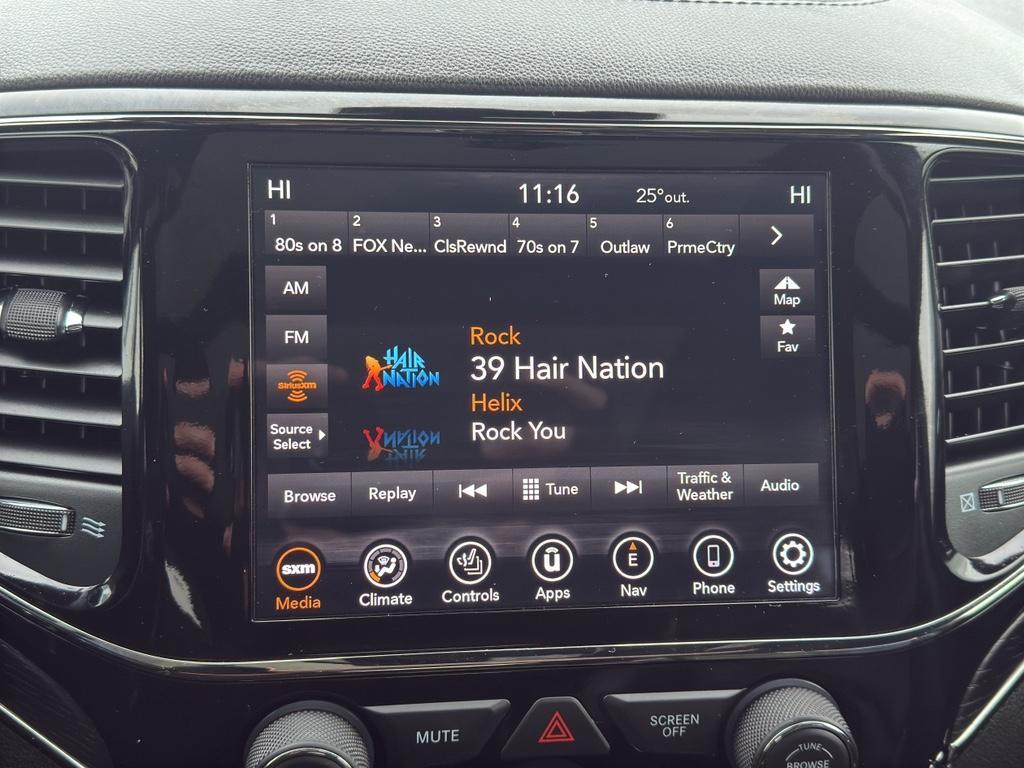 HI 11:16 25°out. HI
1 2 3 4 5 6
80s on 8 FOX Ne... ClsRewnd 70s on 7 Outlaw PrmeCtry
AM
Map
FM
Fav
SiriusXM
Source
Select
HAIR
NATION
Rock
39 Hair Nation
Helix
Rock You
Browse Replay Tune Traffic &
Weather Audio
sxm
E
Media Climate Controls Apps Nav Phone Settings
MUTE
SCREEN
OFF
TUNE
BROWSE